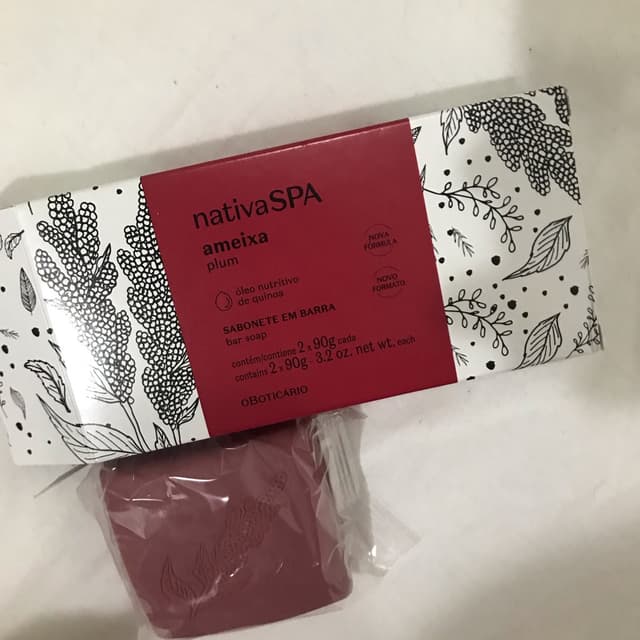 nativaSPA
ameixa
plum
NOVA
FÓRMULA
óleo nutritivo
de quinoa
NOVO
FORMATO
SABONETE EM BARRA
bar soap
contém/contiene 2 x 90g cada
contains 2 x 90g - 3.2 oz. net wt. each
OBOTICÁRIO